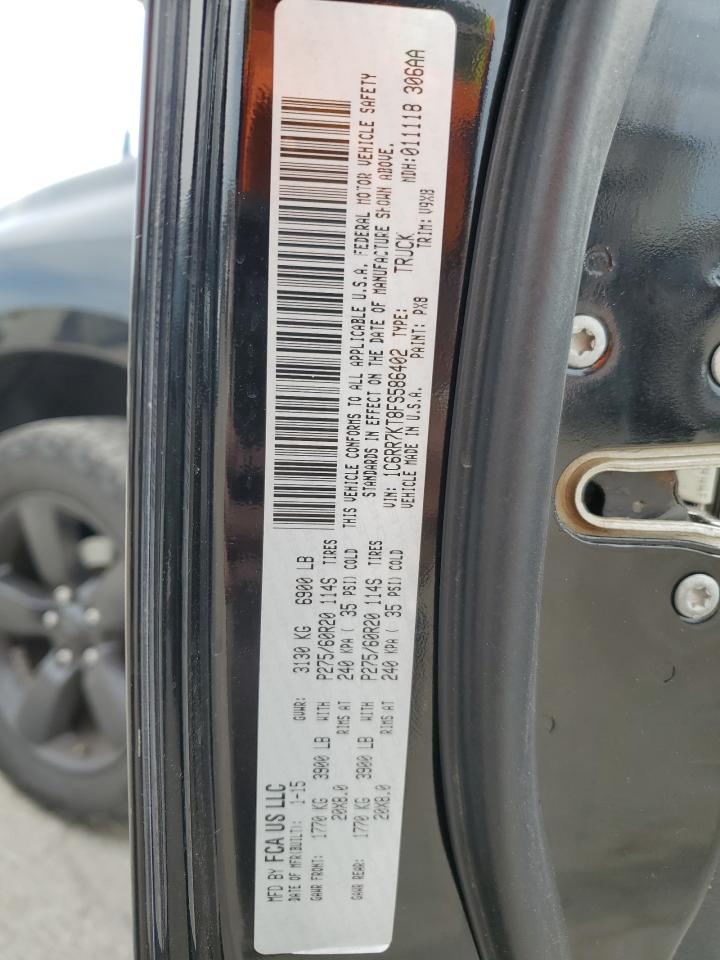 MFD BY FCA US LLC
DATE OF MFR(BUILT): 1-15 GVWR: 3130 KG 6900 LB
GAWR FRONT: 1770 KG 3900 LB WITH P275/60R20 114S TIRES
20X8.0 RIMS AT 240 KPA ( 35 PSI) COLD
GAWR REAR: 1770 KG 3900 LB WITH P275/60R20 114S TIRES
20X8.0 RIMS AT 240 KPA ( 35 PSI) COLD
THIS VEHICLE CONFORMS TO ALL APPLICABLE U.S.A. FEDERAL MOTOR VEHICLE SAFETY
STANDARDS IN EFFECT ON THE DATE OF MANUFACTURE SHOWN ABOVE.
VIN: 1C6RR7KT8FS586402 TYPE: TRUCK MDH:011111B 306AA
VEHICLE MADE IN U.S.A. PAINT: PX8 TRIM: V9X8